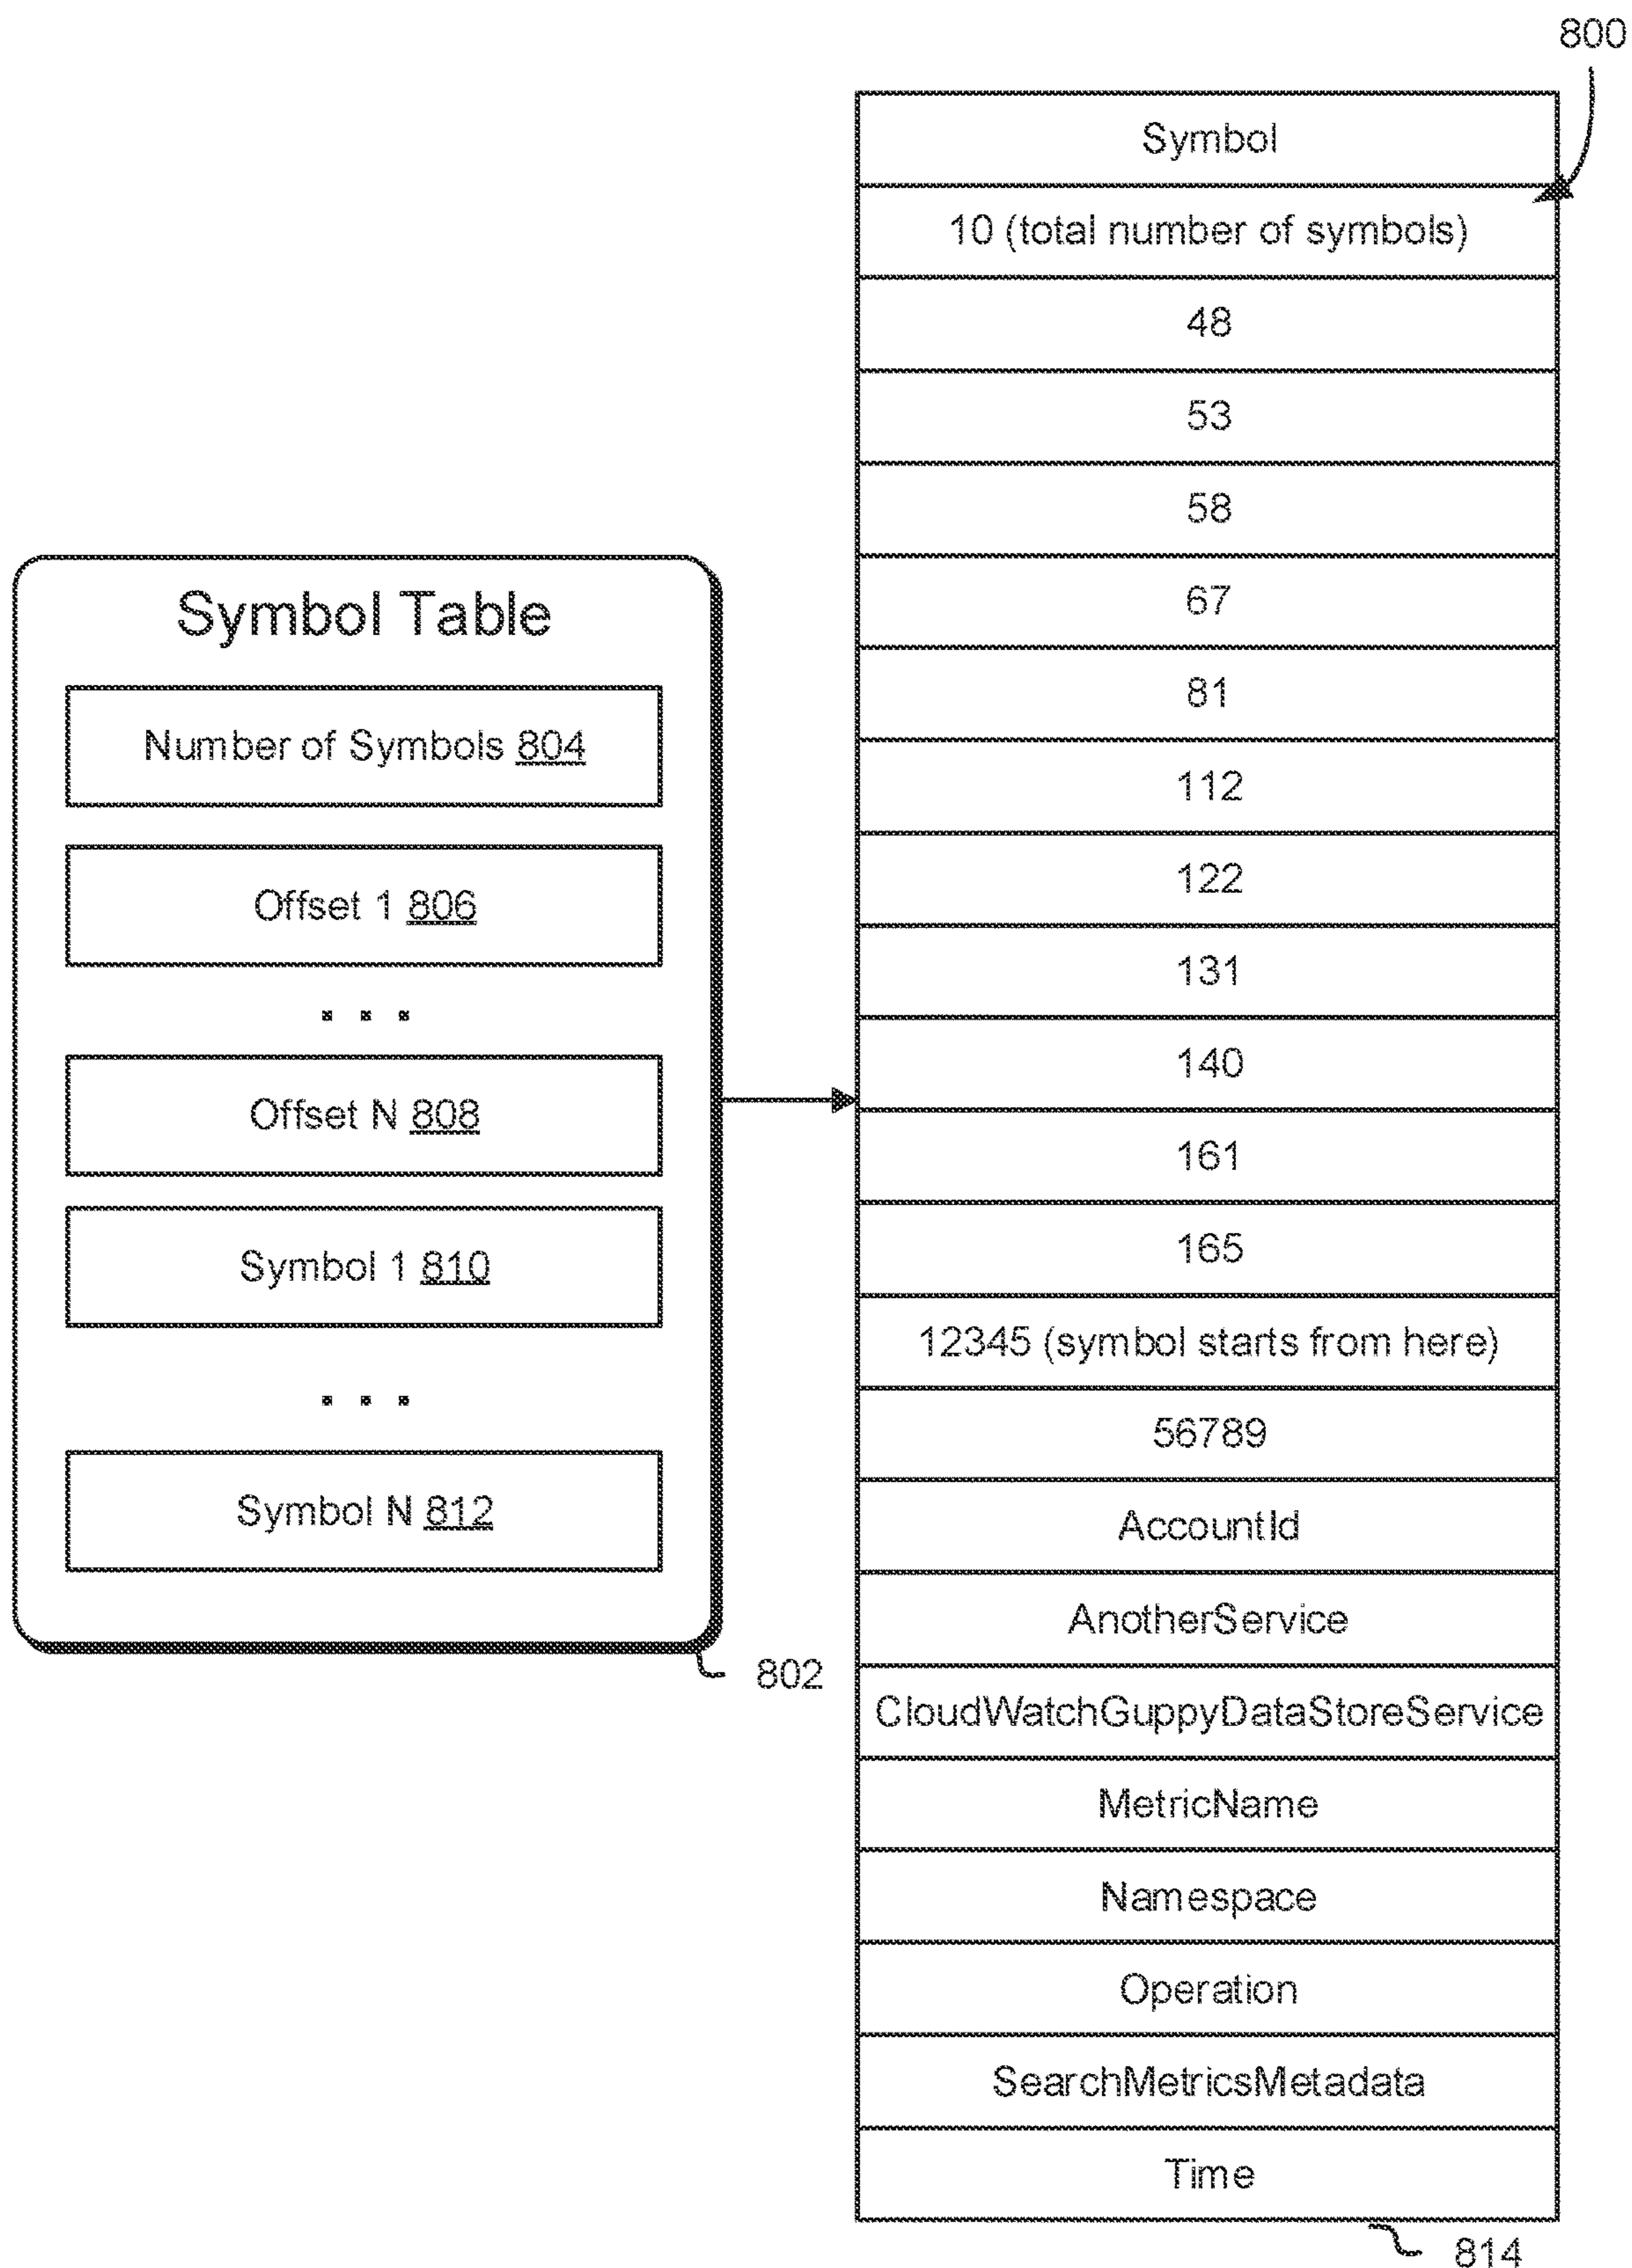 800
Symbol Table
Number of Symbols 804
Offset 1 806
. . .
Offset N 808
Symbol 1 810
. . .
Symbol N 812
802
Symbol
10 (total number of symbols)
48
53
58
67
81
112
122
131
140
161
165
12345 (symbol starts from here)
56789
AccountId
AnotherService
CloudWatchGuppyDataStoreService
MetricName
Namespace
Operation
SearchMetricsMetadata
Time
814